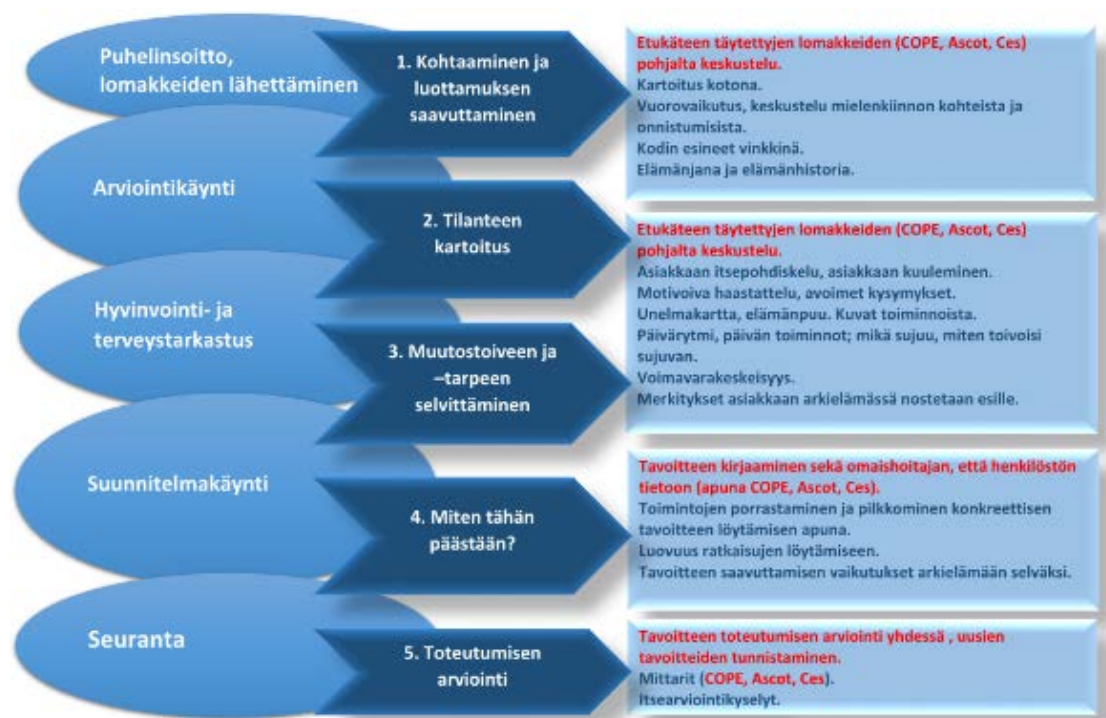 Puhelinsoitto,
lomakkeiden lähettäminen
1. Kohtaaminen ja
luottamuksen
saavuttaminen
Etukäteen täytettyjen lomakkeiden (COPE, Ascot, Ces)
pohjalta keskustelu.
Kartoitus kotona.
Vuorovaikutus, keskustelu mielenkiinnon kohteista ja
onnistumisista.
Kodin esineet vinkkinä.
Elämänjana ja elämänhistoria.
Arviointikäynti
2. Tilanteen
kartoitus
Etukäteen täytettyjen lomakkeiden (COPE, Ascot, Ces)
pohjalta keskustelu.
Asiakkaan itsepohdiskelu, asiakkaan kuuleminen.
Motivoiva haastattelu, avoimet kysymykset.
Unelmakartta, elämänpuu. Kuvat toiminnoista.
Päivärytmi, päivän toiminnot; mikä sujuu, miten toivoisi
sujuvan.
Voimavarakeskeisyys.
Merkitykset asiakkaan arkielämässä nostetaan esille.
Hyvinvointi- ja
terveystarkastus
3. Muutostoiveen ja
–tarpeen
selvittäminen
Suunnitelmakäynti
4. Miten tähän
päästään?
Tavoitteen kirjaaminen sekä omaishoitajan, että henkilöstön
tietoon (apuna COPE, Ascot, Ces).
Toimintojen porrastaminen ja pilkkominen konkreettisen
tavoitteen löytämisen apuna.
Luovuus ratkaisujen löytämiseen.
Tavoitteen saavuttamisen vaikutukset arkielämään selväksi.
Seuranta
5. Toteutumisen
arviointi
Tavoitteen toteutumisen arviointi yhdessä , uusien
tavoitteiden tunnistaminen.
Mittarit (COPE, Ascot, Ces).
Itsearviointikyselyt.